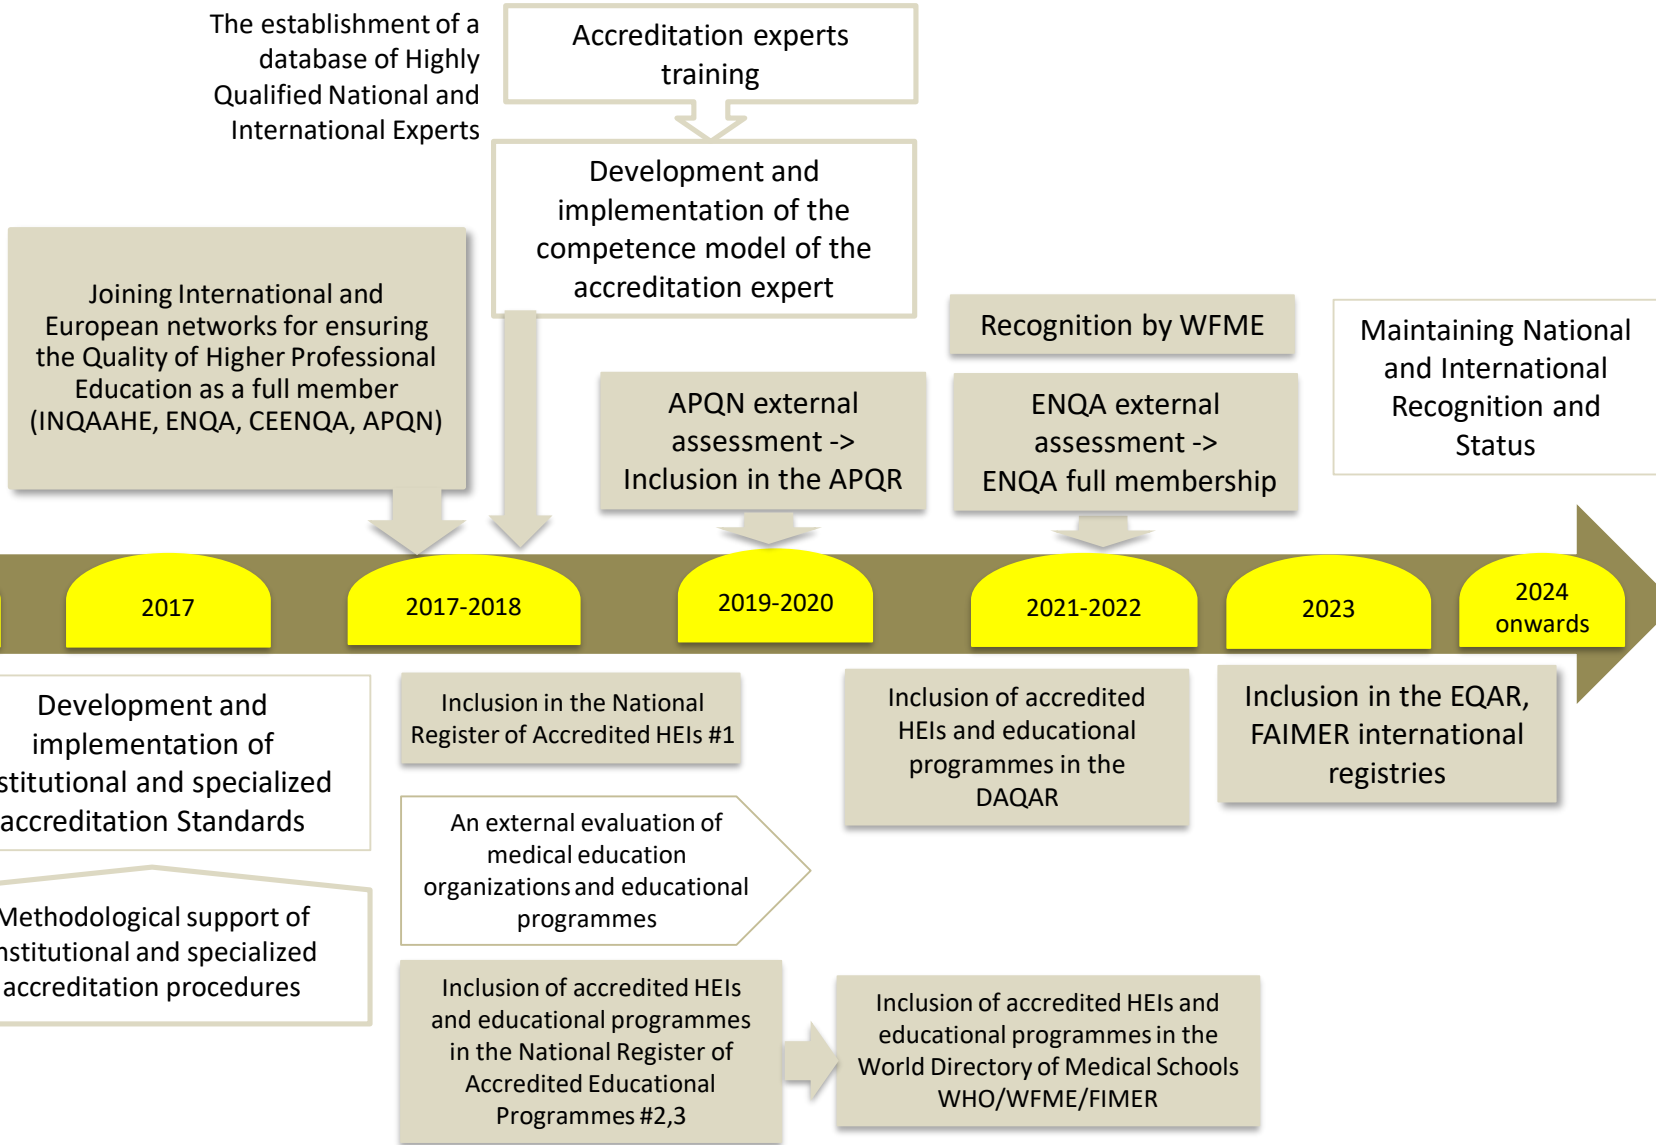 The establishment of a
database of Highly
Qualified National and
International Experts
Accreditation experts
training
Development and
implementation of the
competence model of the
accreditation expert
Joining International and
European networks for ensuring
the Quality of Higher Professional
Education as a full member
(INQAAHE, ENQA, CEENQA, APQN)
APQN external
assessment ->
Inclusion in the APQR
Recognition by WFME
ENQA external
assessment ->
ENQA full membership
Maintaining National
and International
Recognition and
Status
2017
2017-2018
2019-2020
2021-2022
2023
2024
onwards
Development and
implementation of
stitutional and specialized
accreditation Standards
Methodological support of
nstitutional and specialized
accreditation procedures
Inclusion in the National
Register of Accredited HEIs #1
An external evaluation of
medical education
organizations and educational
programmes
Inclusion of accredited HEIs
and educational programmes
in the National Register of
Accredited Educational
Programmes #2,3
Inclusion of accredited
HEIs and educational
programmes in the
DAQAR
Inclusion of accredited HEIs and
educational programmes in the
World Directory of Medical Schools
WHO/WFME/FIMER
Inclusion in the EQAR,
FAIMER international
registries